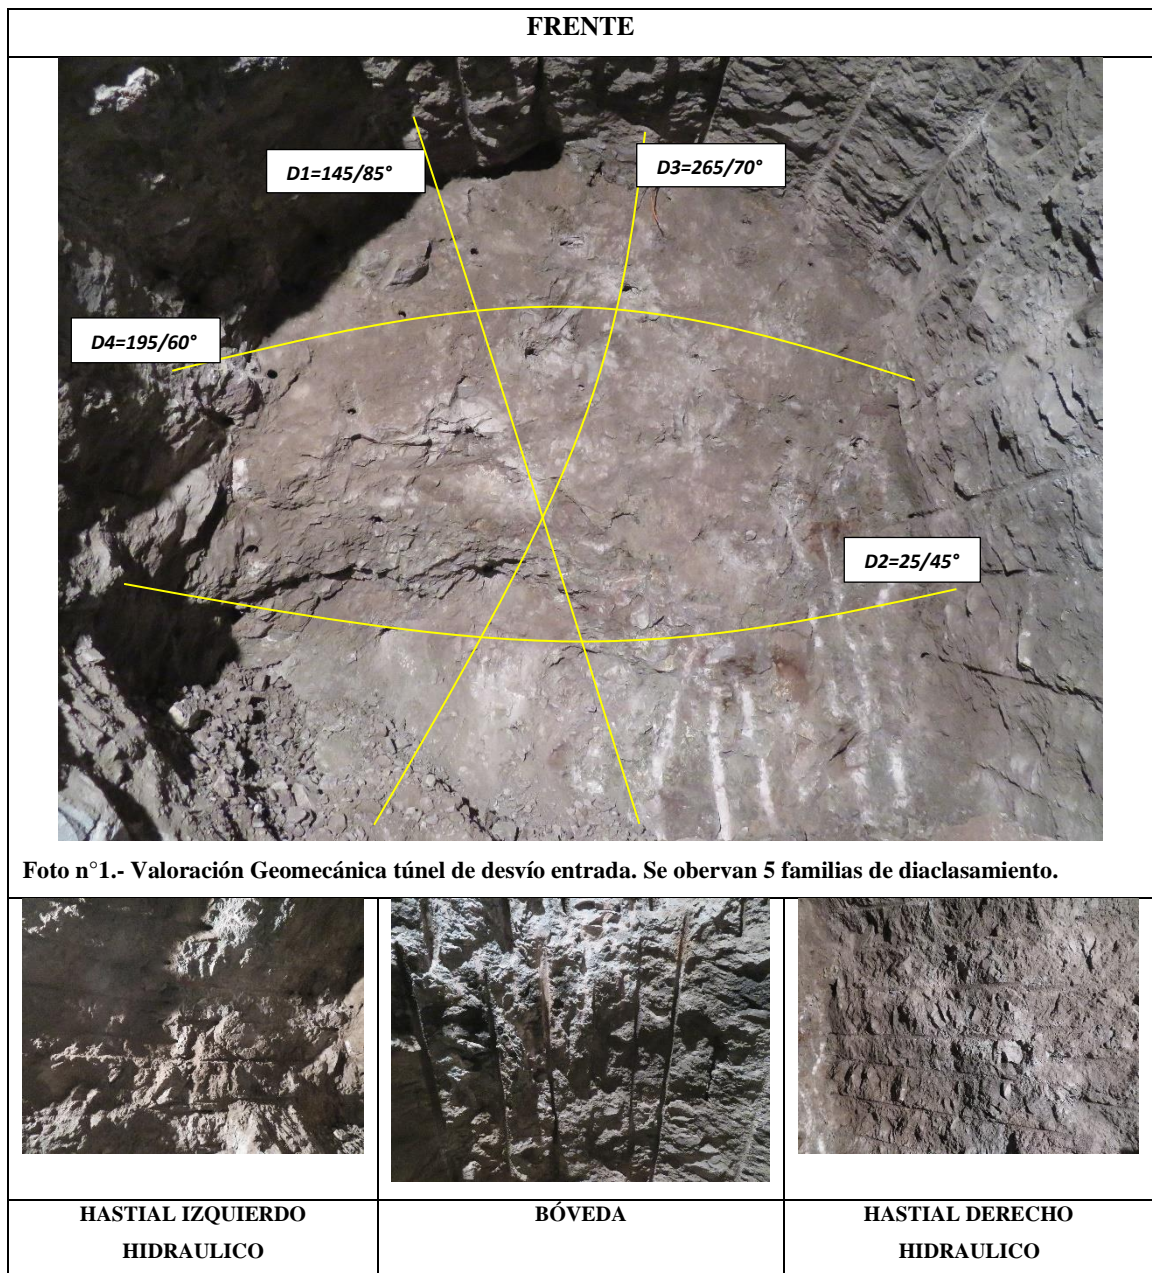 FRENTE
D1=145/85°
D3=265/70°
D4=195/60°
D2=25/45°
Foto n°1.- Valoración Geomecánica túnel de desvío entrada. Se obervan 5 familias de diaclasamiento.
HASTIAL IZQUIERDO
HIDRAULICO
BÓVEDA
HASTIAL DERECHO
HIDRAULICO